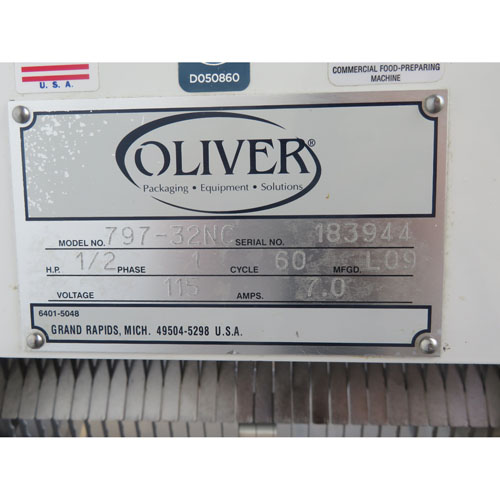 U. S. A.
D050860
COMMERCIAL FOOD-PREPARING
MACHINE
OLIVER®
Packaging • Equipment • Solutions
MODEL NO. 797-32NC SERIAL NO. 183944
H.P. 1/2 PHASE 1 CYCLE 60 MFGD. L09
VOLTAGE 115 AMPS. 7.0
6401-5048
GRAND RAPIDS, MICH. 49504-5298 U.S.A.